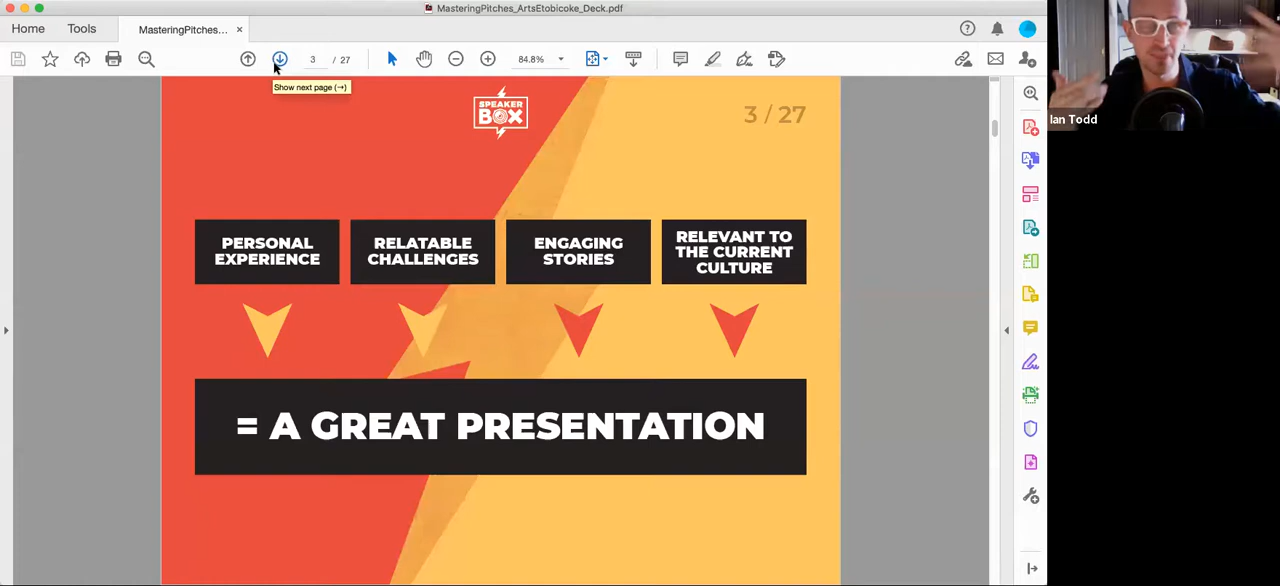 MasteringPitches_ArtsEtobicoke_Deck.pdf
Home Tools MasteringPitches... ×
3 / 27 84.8%
Show next page (→)
Ian Todd
SPEAKER
BOX
3 / 27
PERSONAL
EXPERIENCE
RELATABLE
CHALLENGES
ENGAGING
STORIES
RELEVANT TO
THE CURRENT
CULTURE
= A GREAT PRESENTATION